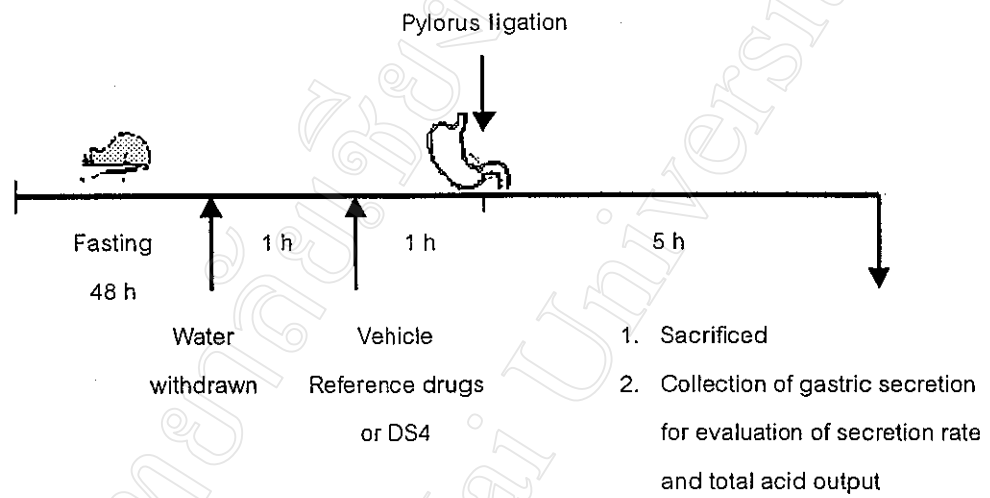 Pylorus ligation
Fasting
48 h
1 h
1 h
5 h
Water
withdrawn
Vehicle
Reference drugs
or DS4
1. Sacrificed
2. Collection of gastric secretion
for evaluation of secretion rate
and total acid output